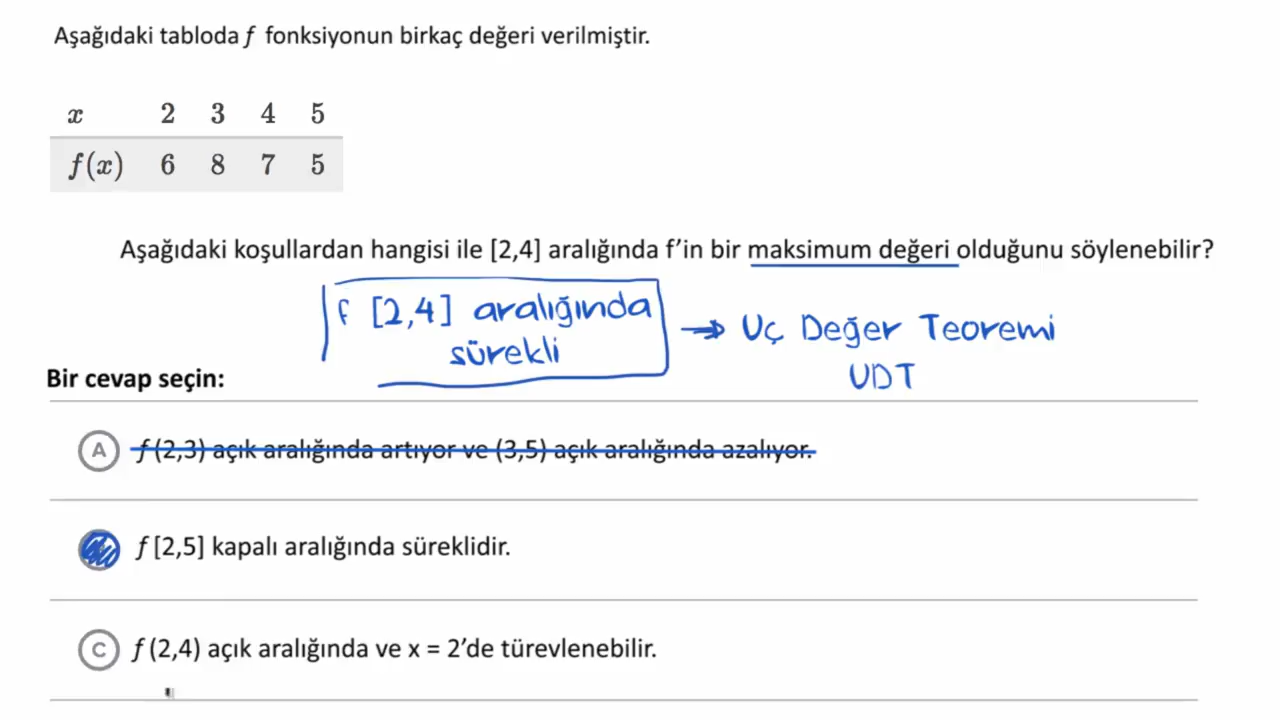 Aşağıdaki tabloda f fonksiyonun birkaç değeri verilmiştir.
x 2 3 4 5
f(x) 6 8 7 5
Aşağıdaki koşullardan hangisi ile [2,4] aralığında f’in bir maksimum değeri olduğunu söylenebilir?
f [2,4] aralığında
sürekli
→ Uç Değer Teoremi
UDT
Bir cevap seçin:
A f (2,3) açık aralığında artıyor ve (3,5) açık aralığında azalıyor.
f [2,5] kapalı aralığında süreklidir.
C f (2,4) açık aralığında ve x = 2’de türevlenebilir.